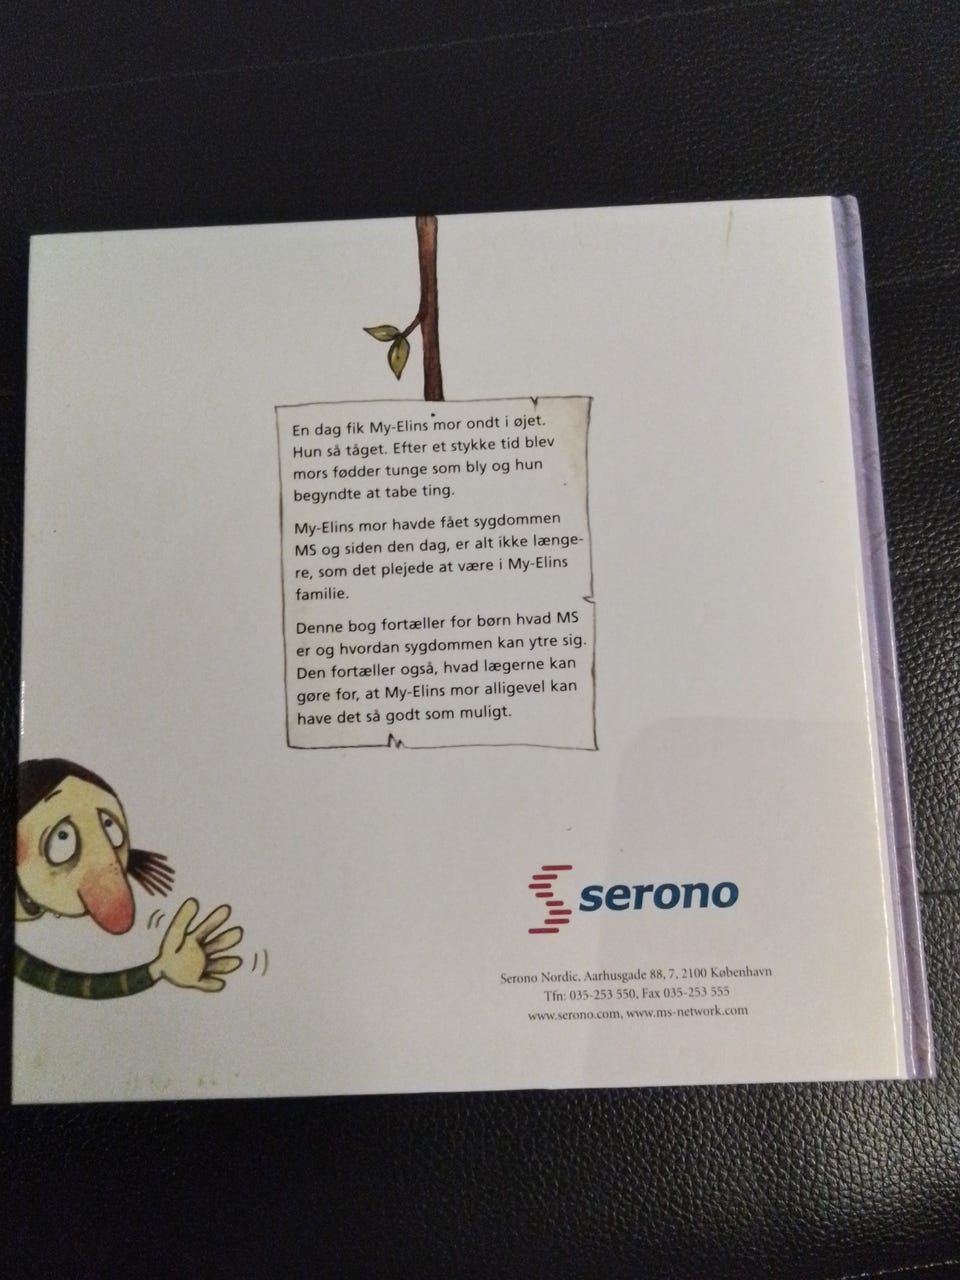 En dag fik My-Elins mor ondt i øjet.
Hun så tåget. Efter et stykke tid blev
mors fødder tunge som bly og hun
begyndte at tabe ting.
My-Elins mor havde fået sygdommen
MS og siden den dag, er alt ikke længe-
re, som det plejede at være i My-Elins
familie.
Denne bog fortæller for børn hvad MS
er og hvordan sygdommen kan ytre sig.
Den fortæller også, hvad lægerne kan
gøre for, at My-Elins mor alligevel kan
have det så godt som muligt.
serono
Serono Nordic, Aarhusgade 88, 7, 2100 København
Tfn: 035-253 550, Fax 035-253 555
www.serono.com, www.ms-network.com